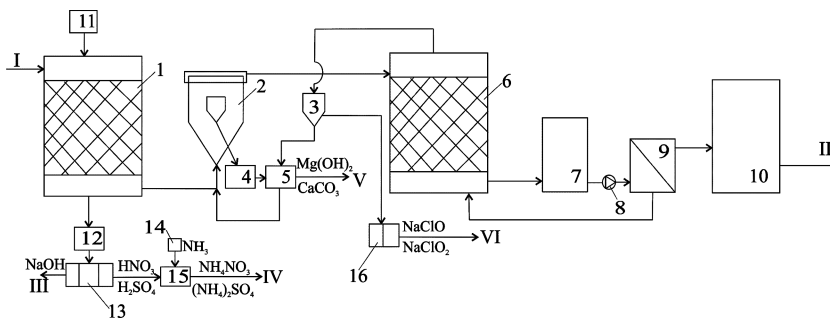 11
I
1
2
3
6
4
5
Mg(OH)2
CaCO3
V
7
8
9
10
II
12
14
NH3
NaOH
III
13
HNO3
H2SO4
15
NH4NO3
(NH4)2SO4
IV
16
NaClO
NaClO2
VI